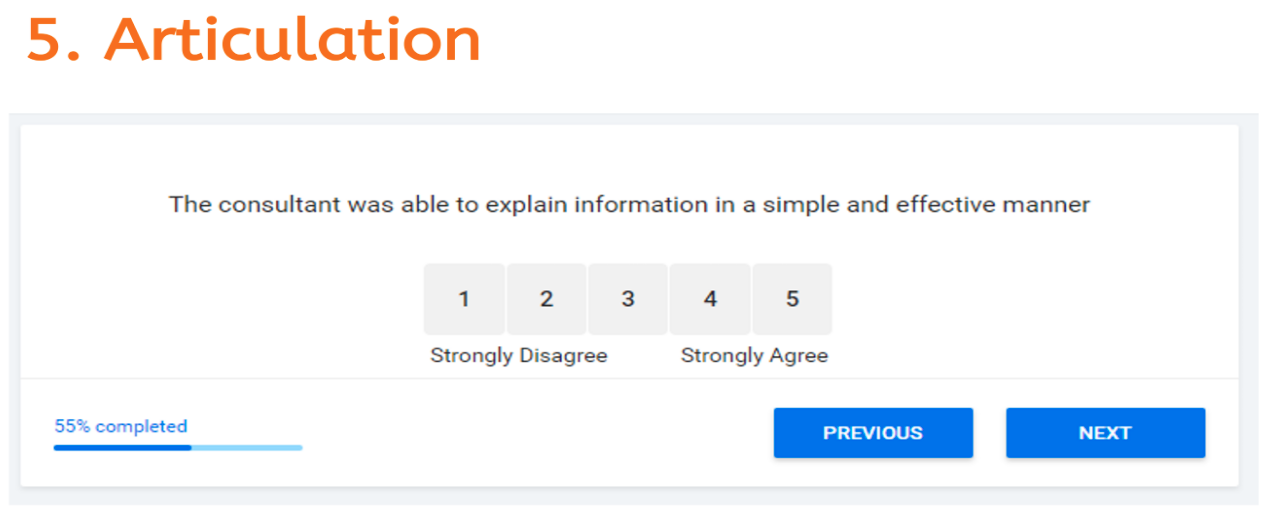 5. Articulation
The consultant was able to explain information in a simple and effective manner
1 2 3 4 5
Strongly Disagree Strongly Agree
55% completed
PREVIOUS NEXT